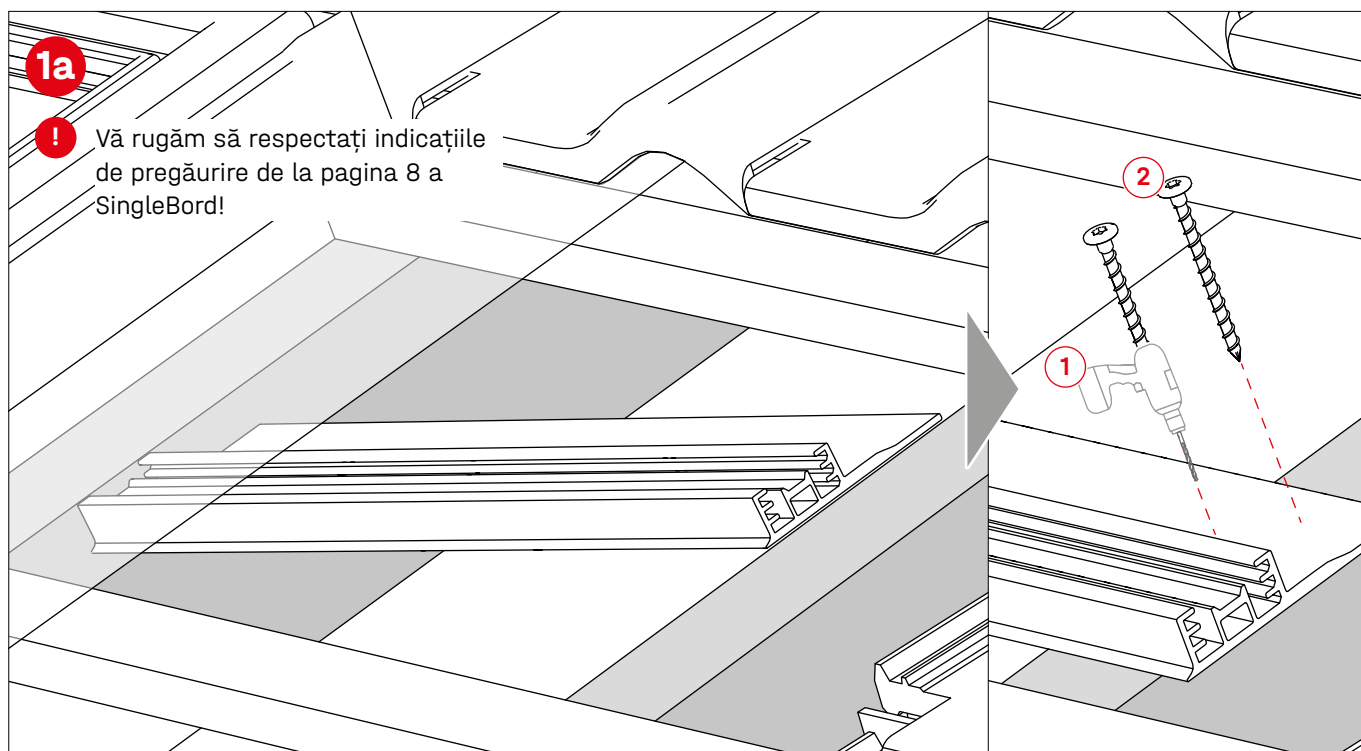 1a
! Vă rugăm să respectați indicațiile
de pregăurire de la pagina 8 a
SingleBord!
2
1